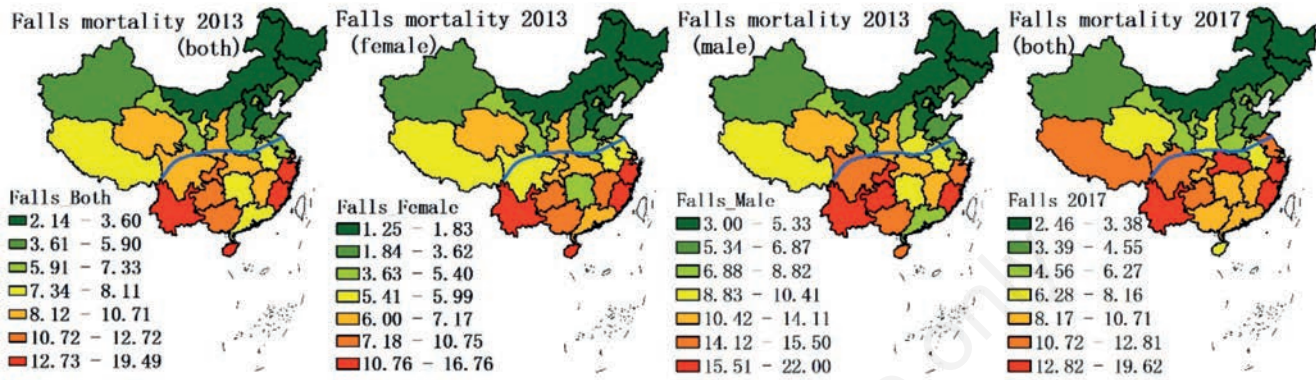 Falls mortality 2013
(both)
Falls_Both
2.14 - 3.60
3.61 - 5.90
5.91 - 7.33
7.34 - 8.11
8.12 - 10.71
10.72 - 12.72
12.73 - 19.49
Falls mortality 2013
(female)
Falls_Female
1.25 - 1.83
1.84 - 3.62
3.63 - 5.40
5.41 - 5.99
6.00 - 7.17
7.18 - 10.75
10.76 - 16.76
Falls mortality 2013
(male)
Falls_Male
3.00 - 5.33
5.34 - 6.87
6.88 - 8.82
8.83 - 10.41
10.42 - 14.11
14.12 - 15.50
15.51 - 22.00
Falls mortality 2017
(both)
Falls 2017
2.46 - 3.38
3.39 - 4.55
4.56 - 6.27
6.28 - 8.16
8.17 - 10.71
10.72 - 12.81
12.82 - 19.62
only